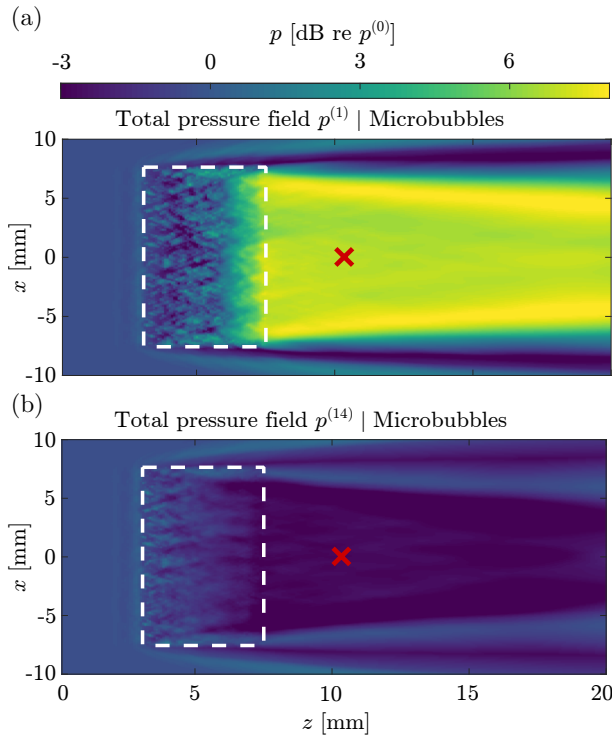 (a)
p [dB re p^{(0)}]
-3 0 3 6
Total pressure field p^{(1)} | Microbubbles
10
5
0
-5
-10
x [mm]
(b)
Total pressure field p^{(14)} | Microbubbles
10
5
0
-5
-10
x [mm]
0 5 10 15 20
z [mm]